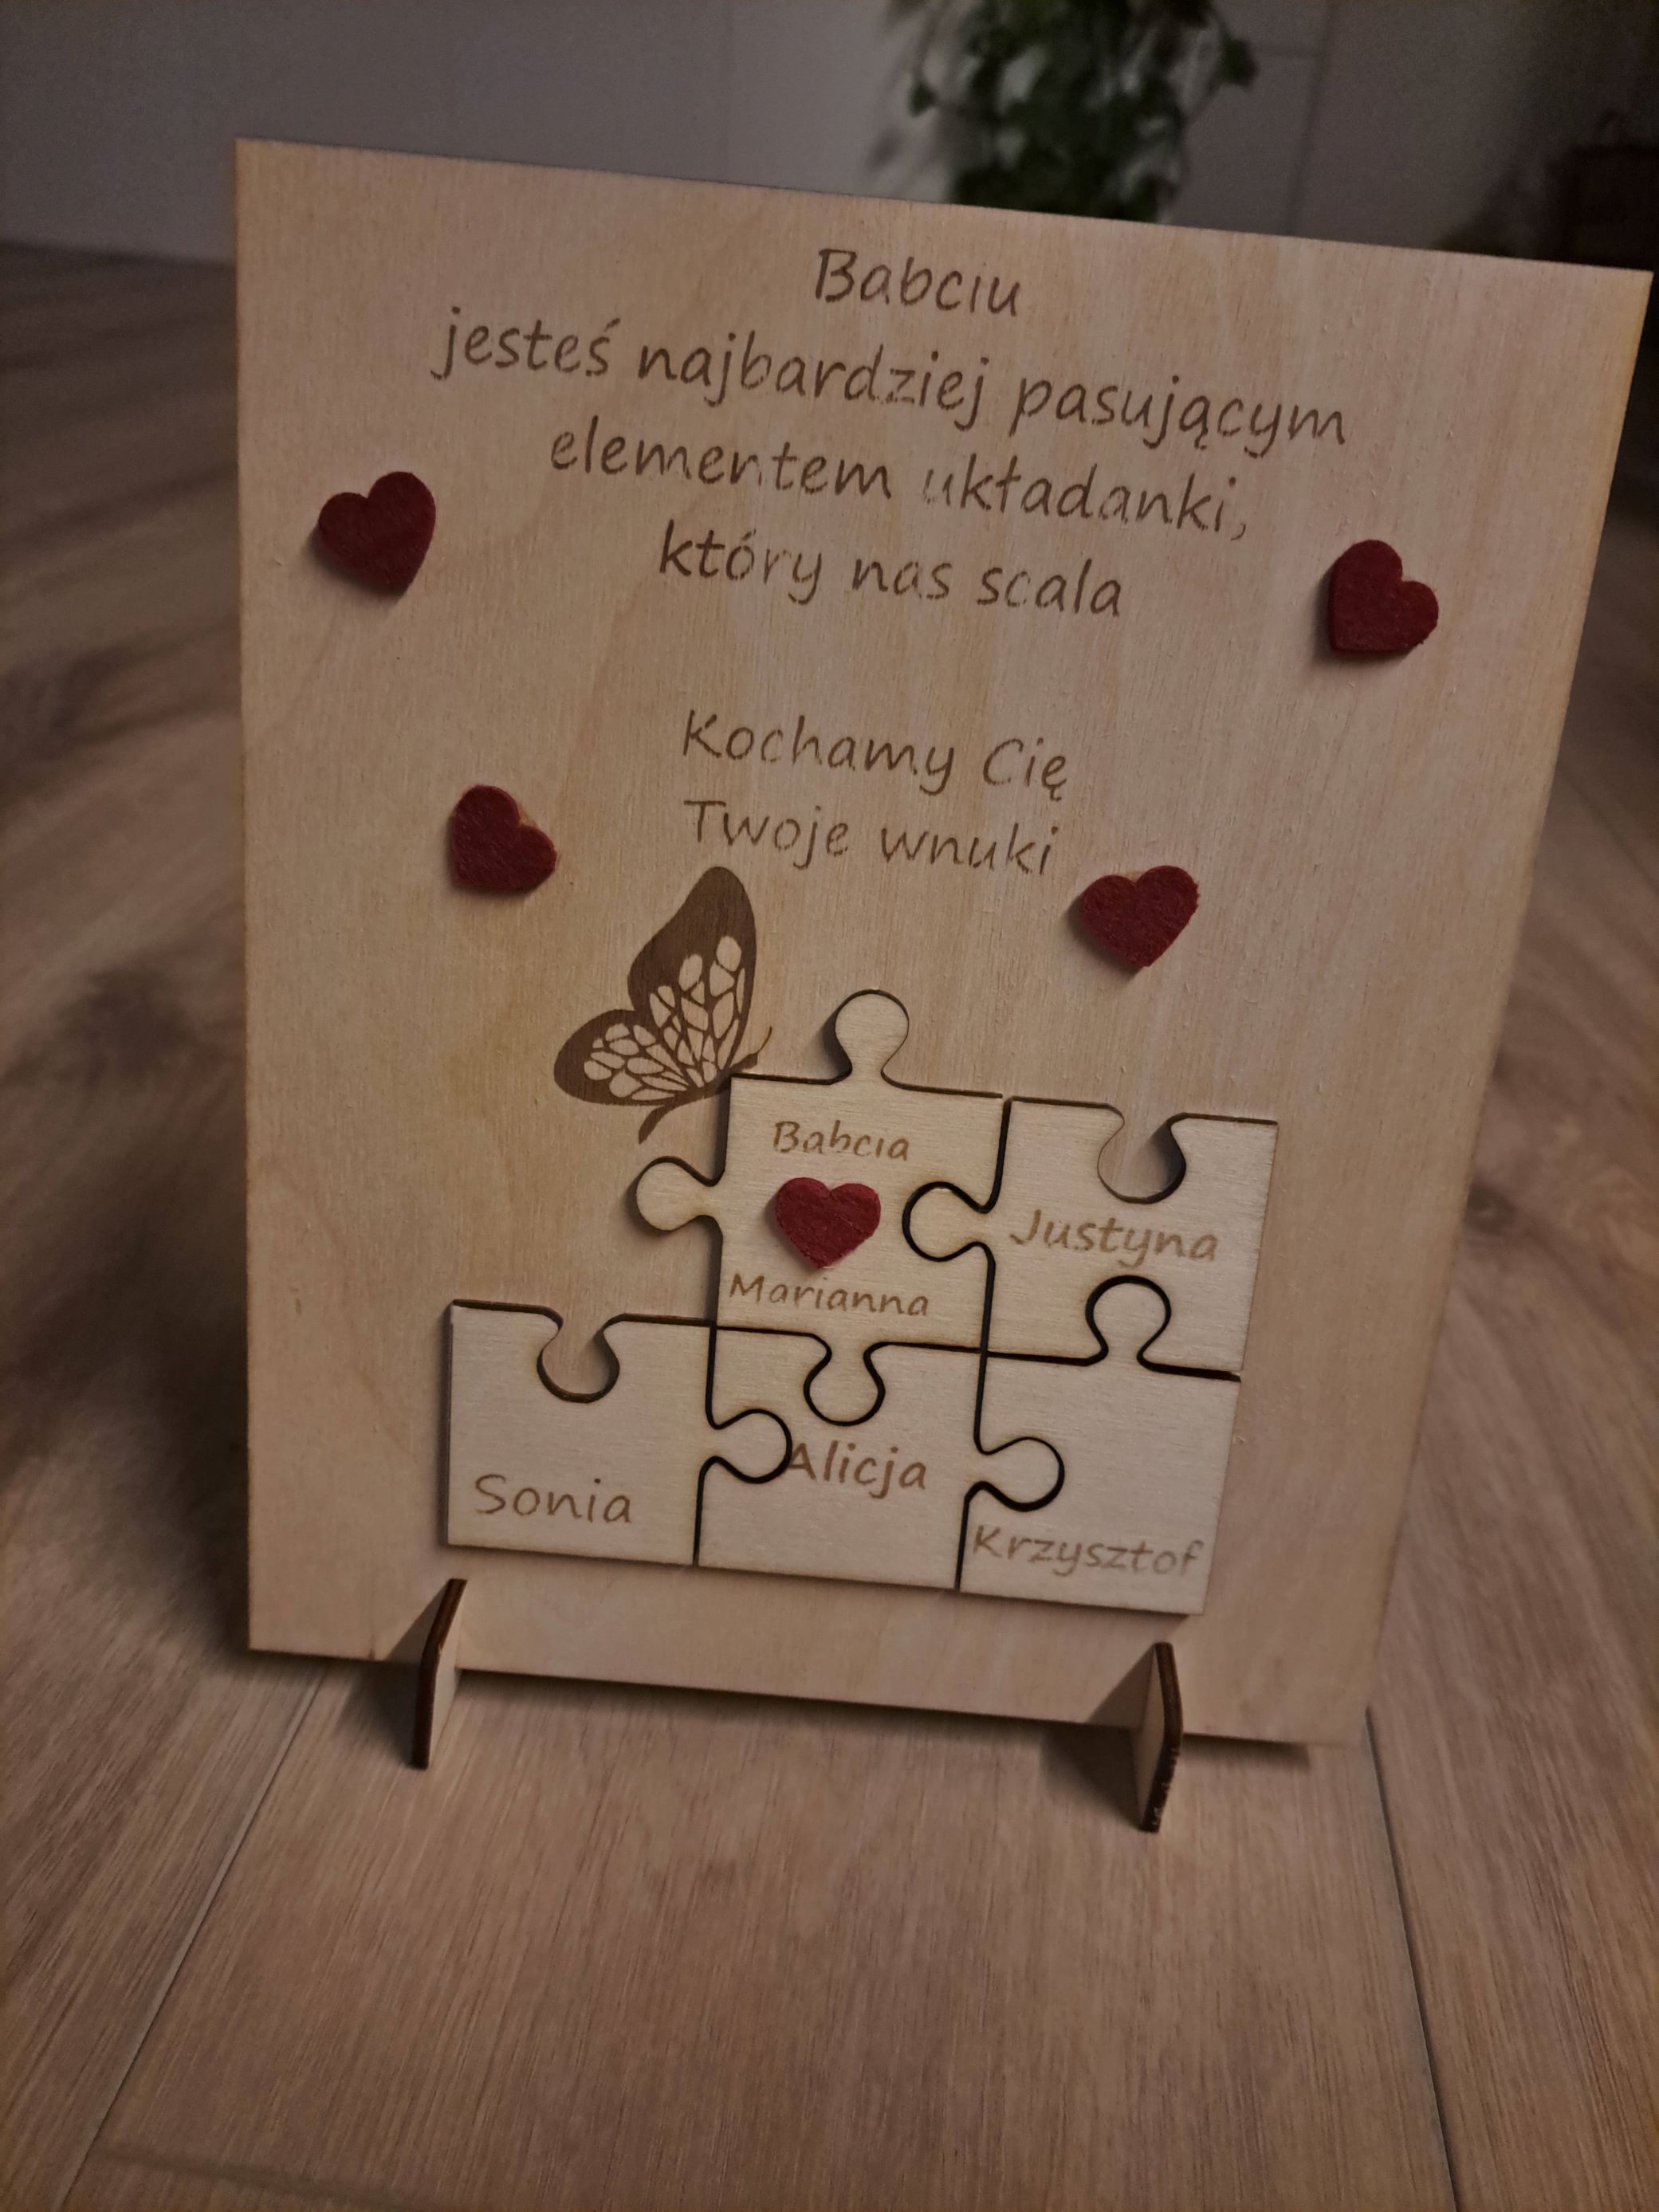 Babciu
jesteś najbardziej pasującym
elementem układanki,
który nas scala
Kochamy Cię
Twoje wnuki
Babcia
Marianna
Justyna
Sonia
Alicja
Krzysztof